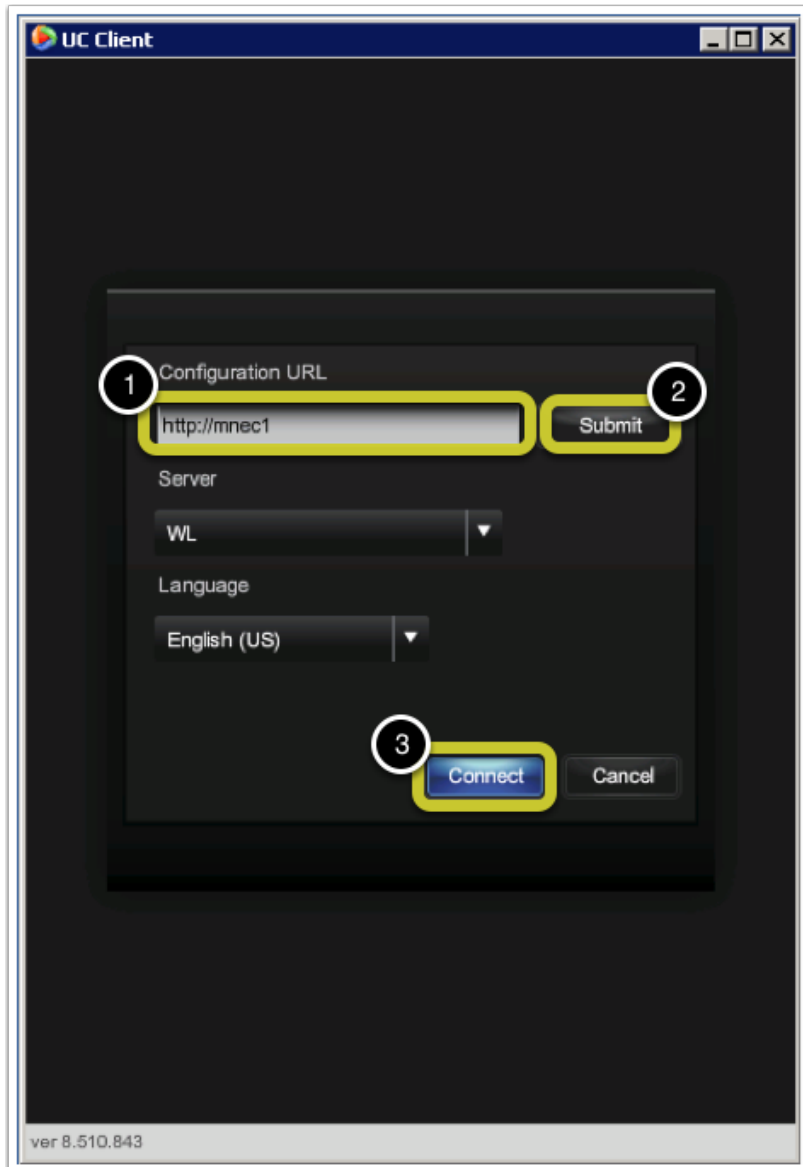 UC Client
Configuration URL
1
2
http://mnec1
Submit
Server
WL
Language
English (US)
3
Connect
Cancel
ver 8.510.843